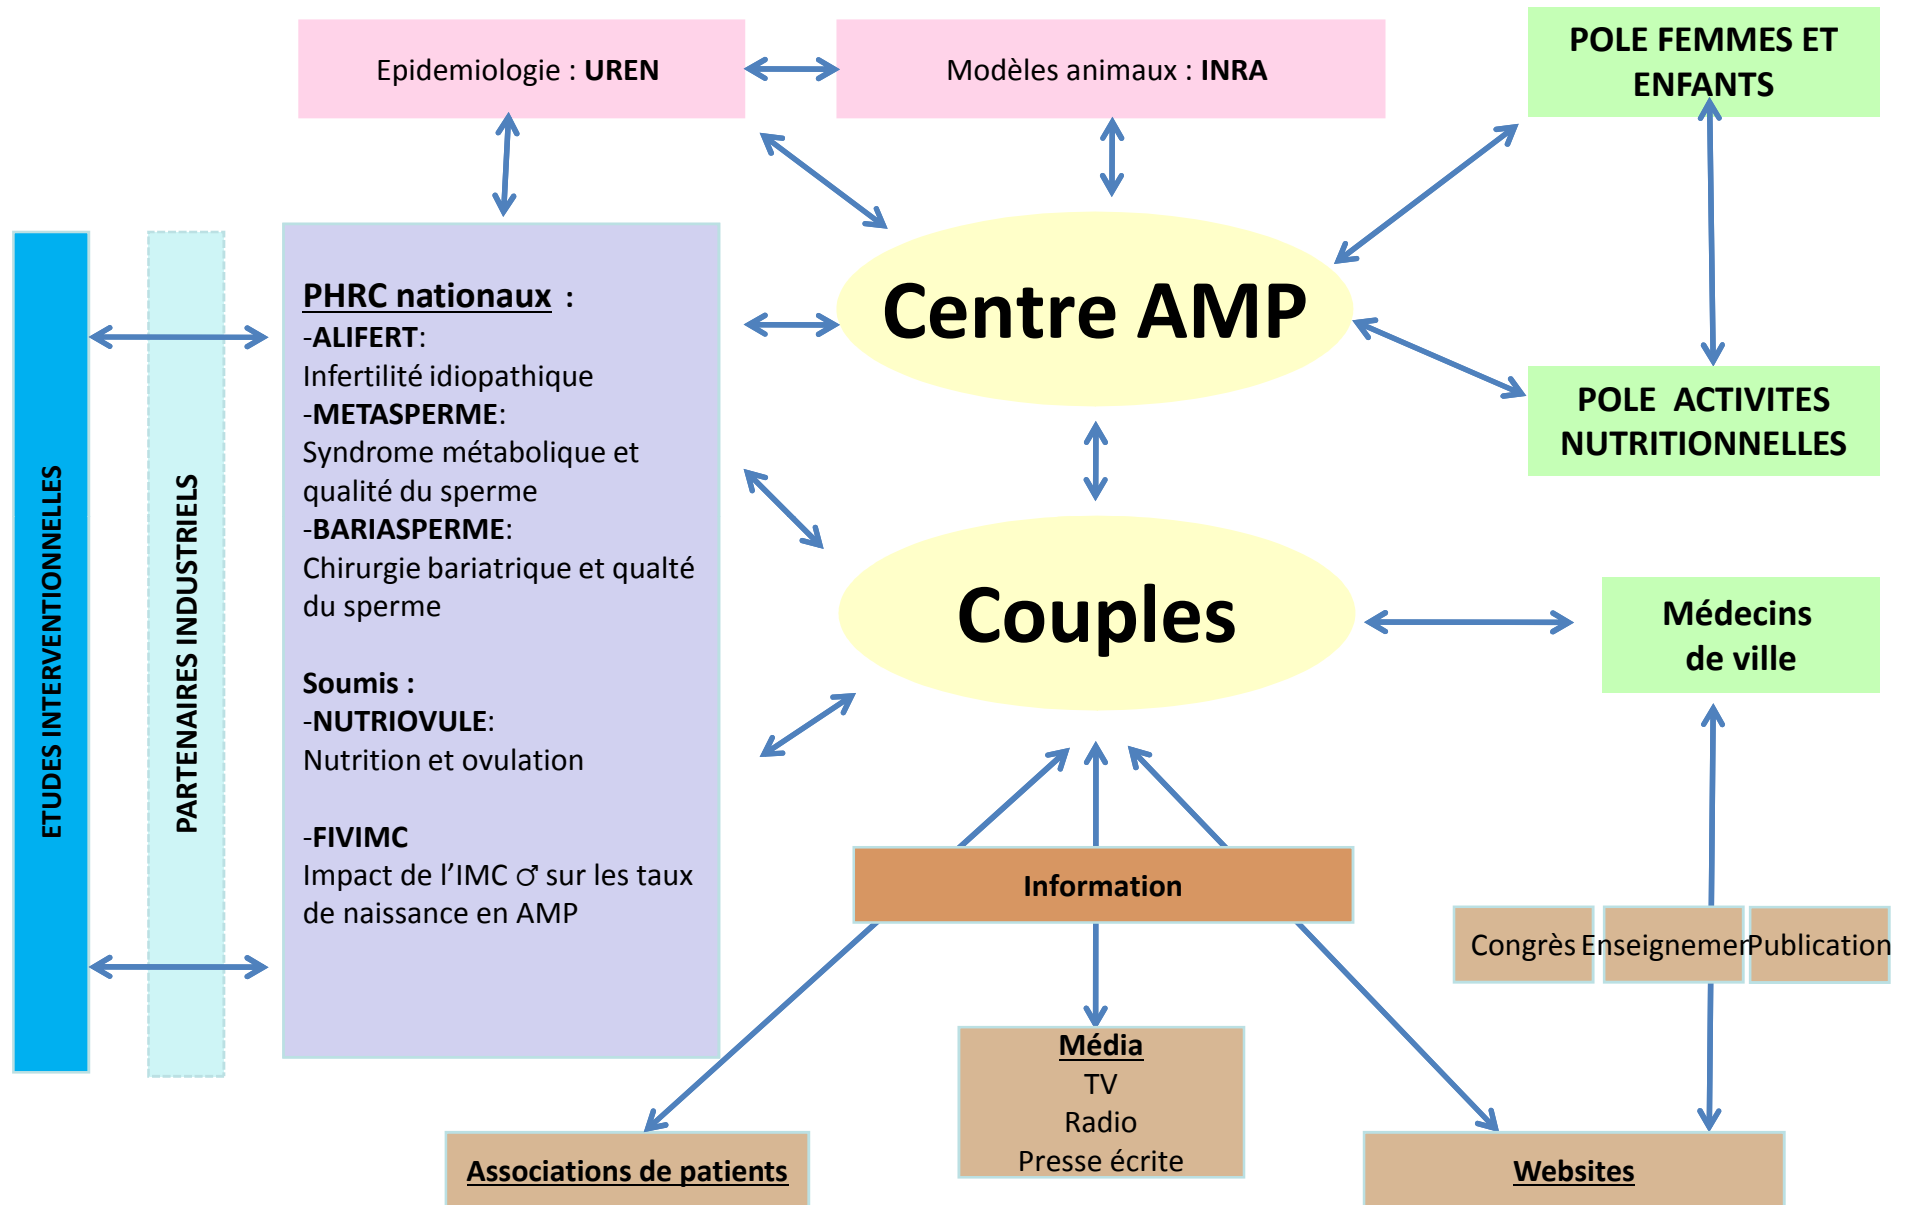 Epidemiologie : UREN
Modèles animaux : INRA
POLE FEMMES ET
ENFANTS
Centre AMP
POLE  ACTIVITES
NUTRITIONNELLES
ETUDES INTERVENTIONNELLES
PARTENAIRES INDUSTRIELS
PHRC nationaux  :
-ALIFERT:
Infertilité idiopathique
-METASPERME:
Syndrome métabolique et
qualité du sperme
-BARIASPERME:
Chirurgie bariatrique et qualté
du sperme
Soumis :
-NUTRIOVULE:
Nutrition et ovulation
-FIVIMC
Impact de l’IMC ♂ sur les taux
de naissance en AMP
Couples
Médecins
de ville
Information
Congrès
Enseignemer
Publication
Média
TV
Radio
Presse écrite
Associations de patients
Websites